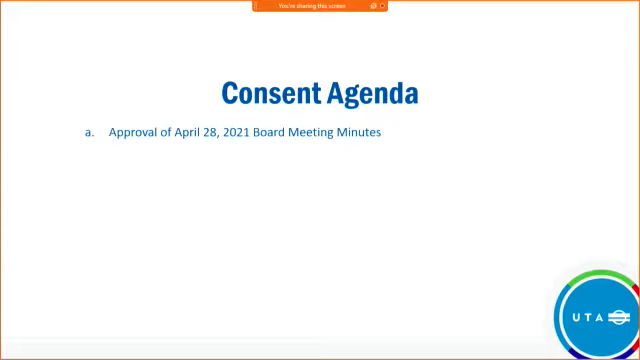 You're sharing this screen
Consent Agenda
a. Approval of April 28, 2021 Board Meeting Minutes
UTA